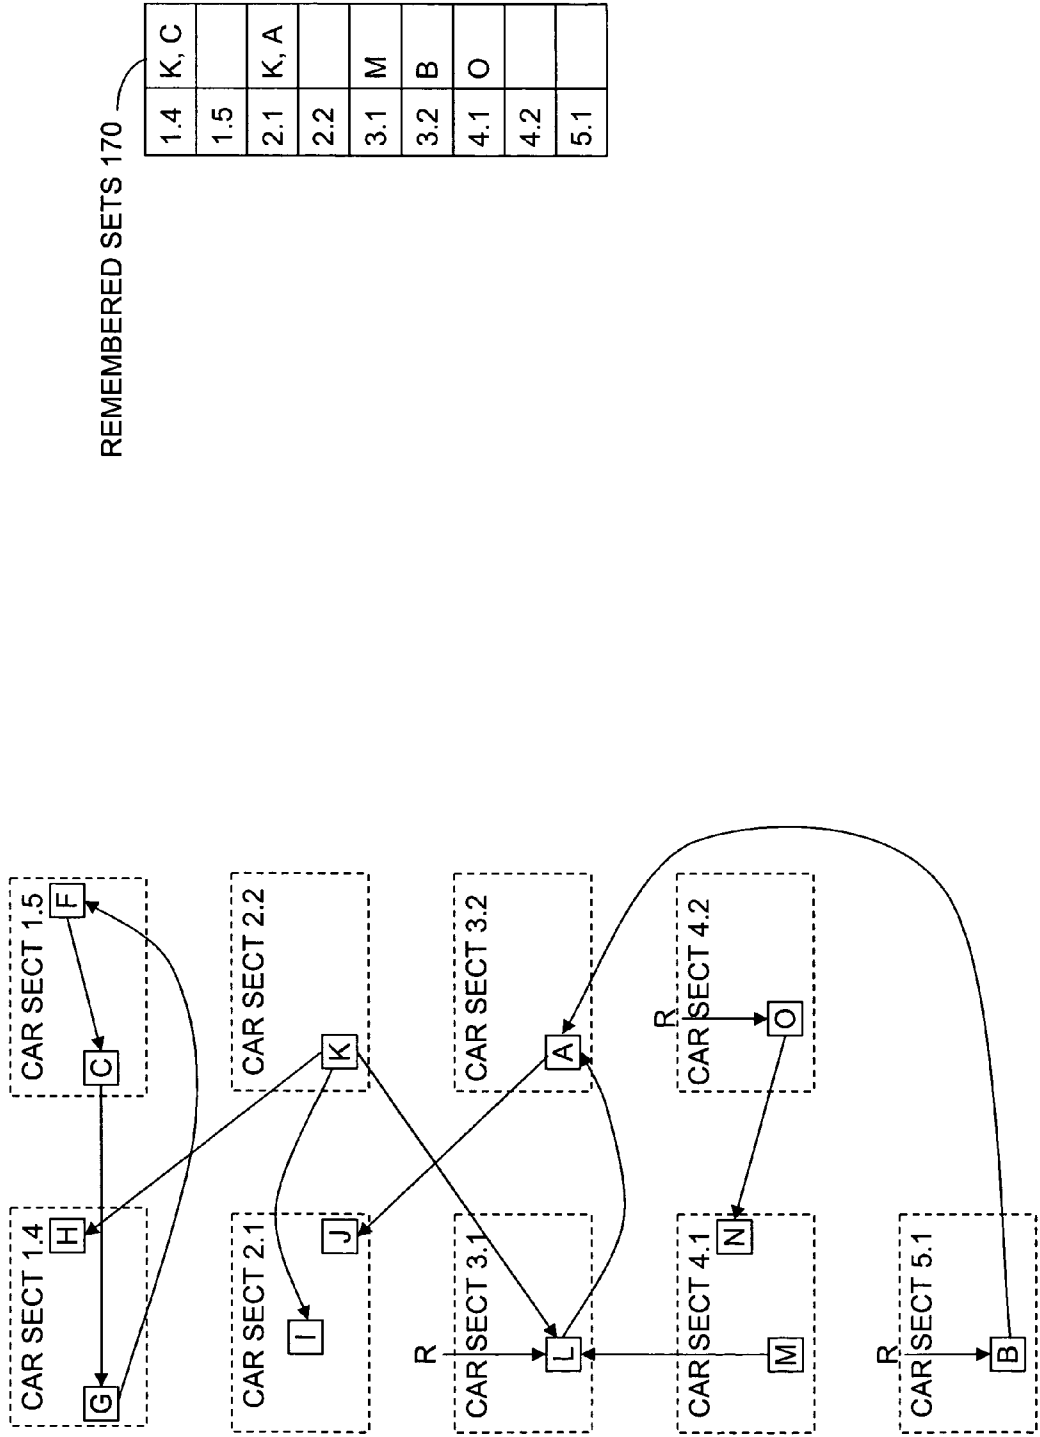 CAR SECT 1.4
H
G
CAR SECT 1.5
F
C
CAR SECT 2.1
I
J
CAR SECT 2.2
K
R
CAR SECT 3.1
L
CAR SECT 3.2
A
CAR SECT 4.1
N
M
R
CAR SECT 4.2
O
R
CAR SECT 5.1
B
REMEMBERED SETS 170
1.4 K, C
1.5
2.1 K, A
2.2
3.1 M
3.2 B
4.1 O
4.2
5.1